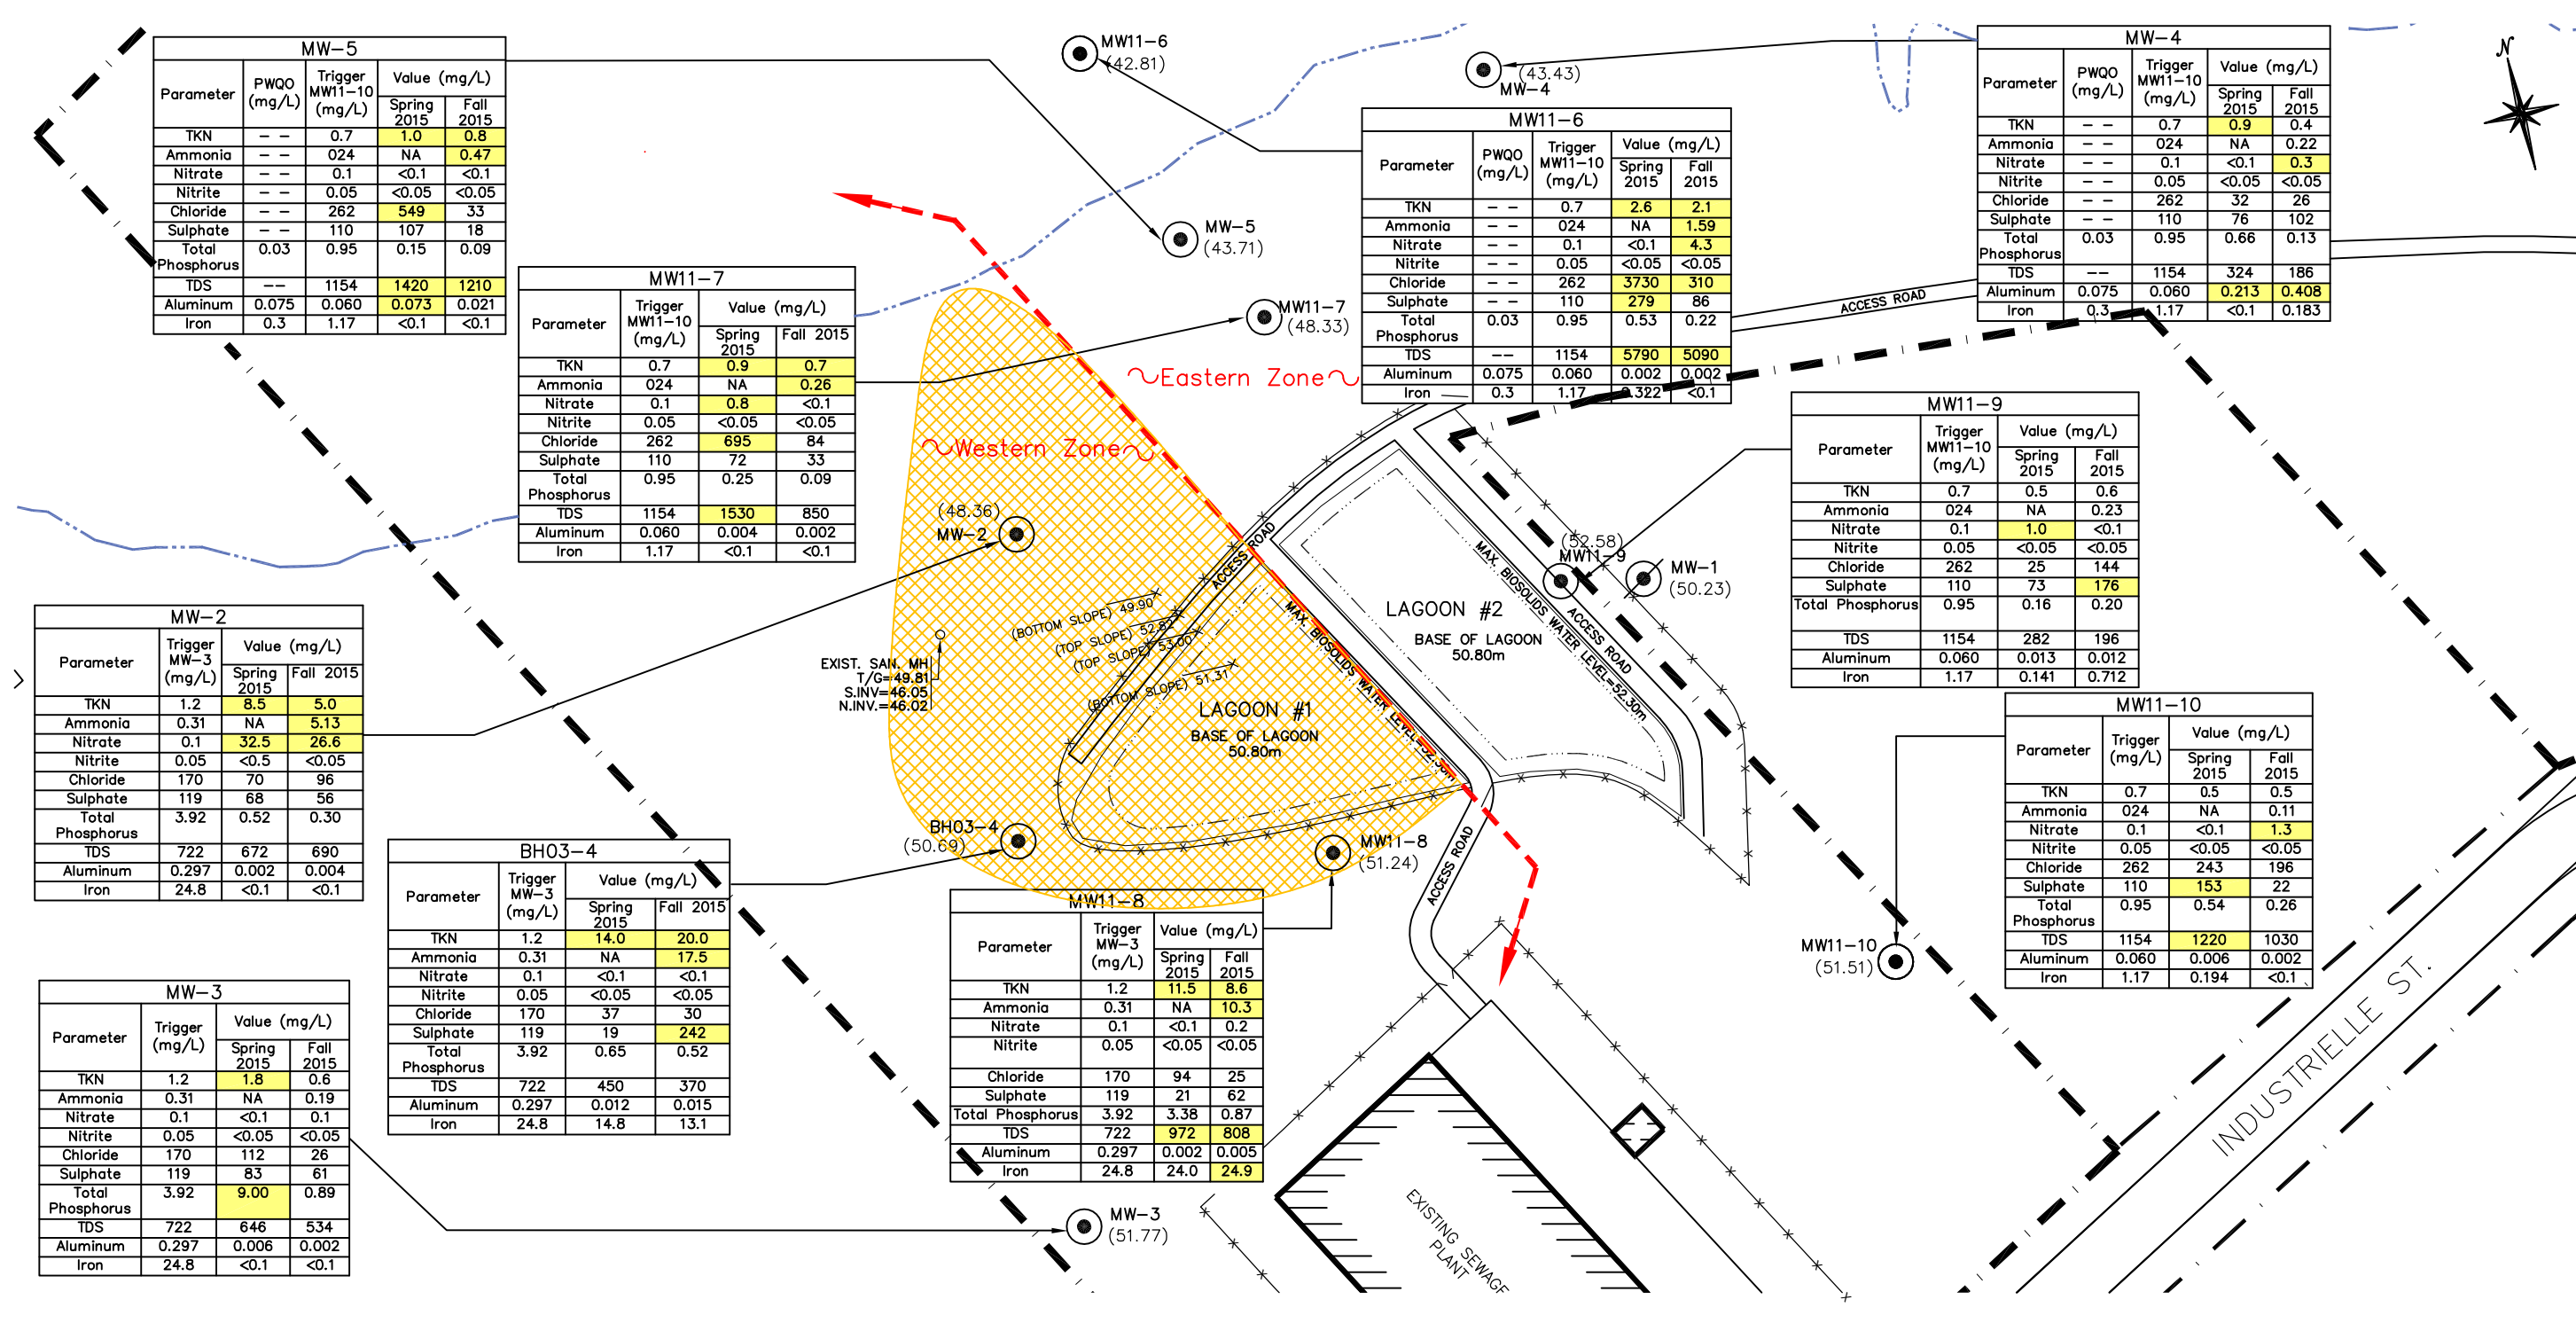 MW-5
Parameter PWQO (mg/L) Trigger MW11-10 (mg/L) Value (mg/L)
Spring 2015 Fall 2015
TKN - - 0.7 1.0 0.8
Ammonia - - 024 NA 0.47
Nitrate - - 0.1 <0.1 <0.1
Nitrite - - 0.05 <0.05 <0.05
Chloride - - 262 549 33
Sulphate - - 110 107 18
Total Phosphorus 0.03 0.95 0.15 0.09
TDS -- 1154 1420 1210
Aluminum 0.075 0.060 0.073 0.021
Iron 0.3 1.17 <0.1 <0.1
MW11-6
(42.81)
(43.43)
MW-4
MW-4
Parameter PWQO (mg/L) Trigger MW11-10 (mg/L) Value (mg/L)
Spring 2015 Fall 2015
TKN - - 0.7 0.9 0.4
Ammonia - - 024 NA 0.22
Nitrate - - 0.1 <0.1 0.3
Nitrite - - 0.05 <0.05 <0.05
Chloride - - 262 32 26
Sulphate - - 110 76 102
Total Phosphorus 0.03 0.95 0.66 0.13
TDS -- 1154 324 186
Aluminum 0.075 0.060 0.213 0.408
Iron 0.3 1.17 <0.1 0.183
N
MW11-6
Parameter PWQO (mg/L) Trigger MW11-10 (mg/L) Value (mg/L)
Spring 2015 Fall 2015
TKN - - 0.7 2.6 2.1
Ammonia - - 024 NA 1.59
Nitrate - - 0.1 <0.1 4.3
Nitrite - - 0.05 <0.05 <0.05
Chloride - - 262 3730 310
Sulphate - - 110 279 86
Total Phosphorus 0.03 0.95 0.53 0.22
TDS -- 1154 5790 5090
Aluminum 0.075 0.060 0.002 0.002
Iron 0.3 1.17 0.322 <0.1
MW-5
(43.71)
MW11-7
(48.33)
ACCESS ROAD
~Eastern Zone~
MW11-7
Parameter Trigger MW11-10 (mg/L) Value (mg/L)
Spring 2015 Fall 2015
TKN 0.7 0.9 0.7
Ammonia 024 NA 0.26
Nitrate 0.1 0.8 <0.1
Nitrite 0.05 <0.05 <0.05
Chloride 262 695 84
Sulphate 110 72 33
Total Phosphorus 0.95 0.25 0.09
TDS 1154 1530 850
Aluminum 0.060 0.004 0.002
Iron 1.17 <0.1 <0.1
~Western Zone~
(48.36)
MW-2
MW11-9
Parameter Trigger MW11-10 (mg/L) Value (mg/L)
Spring 2015 Fall 2015
TKN 0.7 0.5 0.6
Ammonia 024 NA 0.23
Nitrate 0.1 1.0 <0.1
Nitrite 0.05 <0.05 <0.05
Chloride 262 25 144
Sulphate 110 73 176
Total Phosphorus 0.95 0.16 0.20
TDS 1154 282 196
Aluminum 0.060 0.013 0.012
Iron 1.17 0.141 0.712
(52.58)
MW11-9
MW-1
(50.23)
ACCESS ROAD
MAX. BIOSOLIDS WATER LEVEL=52.30m
ACCESS ROAD
LAGOON #2
BASE OF LAGOON
50.80m
MAX. BIOSOLIDS WATER LEVEL=52.30m
(BOTTOM SLOPE) 49.90
(TOP SLOPE) 52.82
(TOP SLOPE) 53.00
(BOTTOM SLOPE) 51.31
LAGOON #1
BASE OF LAGOON
50.80m
EXIST. SAN. MH
T/G=49.81
S.INV=46.05
N.INV.=46.02
MW-2
Parameter Trigger MW-3 (mg/L) Value (mg/L)
Spring 2015 Fall 2015
TKN 1.2 8.5 5.0
Ammonia 0.31 NA 5.13
Nitrate 0.1 32.5 26.6
Nitrite 0.05 <0.5 <0.05
Chloride 170 70 96
Sulphate 119 68 56
Total Phosphorus 3.92 0.52 0.30
TDS 722 672 690
Aluminum 0.297 0.002 0.004
Iron 24.8 <0.1 <0.1
MW11-10
Parameter Trigger (mg/L) Value (mg/L)
Spring 2015 Fall 2015
TKN 0.7 0.5 0.5
Ammonia 024 NA 0.11
Nitrate 0.1 <0.1 1.3
Nitrite 0.05 <0.05 <0.05
Chloride 262 243 196
Sulphate 110 153 22
Total Phosphorus 0.95 0.54 0.26
TDS 1154 1220 1030
Aluminum 0.060 0.006 0.002
Iron 1.17 0.194 <0.1
BH03-4
(50.69)
MW11-8
(51.24)
ACCESS ROAD
MW11-10
(51.51)
BH03-4
Parameter Trigger MW-3 (mg/L) Value (mg/L)
Spring 2015 Fall 2015
TKN 1.2 14.0 20.0
Ammonia 0.31 NA 17.5
Nitrate 0.1 <0.1 <0.1
Nitrite 0.05 <0.05 <0.05
Chloride 170 37 30
Sulphate 119 19 242
Total Phosphorus 3.92 0.65 0.52
TDS 722 450 370
Aluminum 0.297 0.012 0.015
Iron 24.8 14.8 13.1
MW11-8
Parameter Trigger MW-3 (mg/L) Value (mg/L)
Spring 2015 Fall 2015
TKN 1.2 11.5 8.6
Ammonia 0.31 NA 10.3
Nitrate 0.1 <0.1 0.2
Nitrite 0.05 <0.05 <0.05
Chloride 170 94 25
Sulphate 119 21 62
Total Phosphorus 3.92 3.38 0.87
TDS 722 972 808
Aluminum 0.297 0.002 0.005
Iron 24.8 24.0 24.9
MW-3
Parameter Trigger (mg/L) Value (mg/L)
Spring 2015 Fall 2015
TKN 1.2 1.8 0.6
Ammonia 0.31 NA 0.19
Nitrate 0.1 <0.1 0.1
Nitrite 0.05 <0.05 <0.05
Chloride 170 112 26
Sulphate 119 83 61
Total Phosphorus 3.92 9.00 0.89
TDS 722 646 534
Aluminum 0.297 0.006 0.002
Iron 24.8 <0.1 <0.1
MW-3
(51.77)
EXISTING SEWAGE
PLANT
INDUSTRIELLE ST.